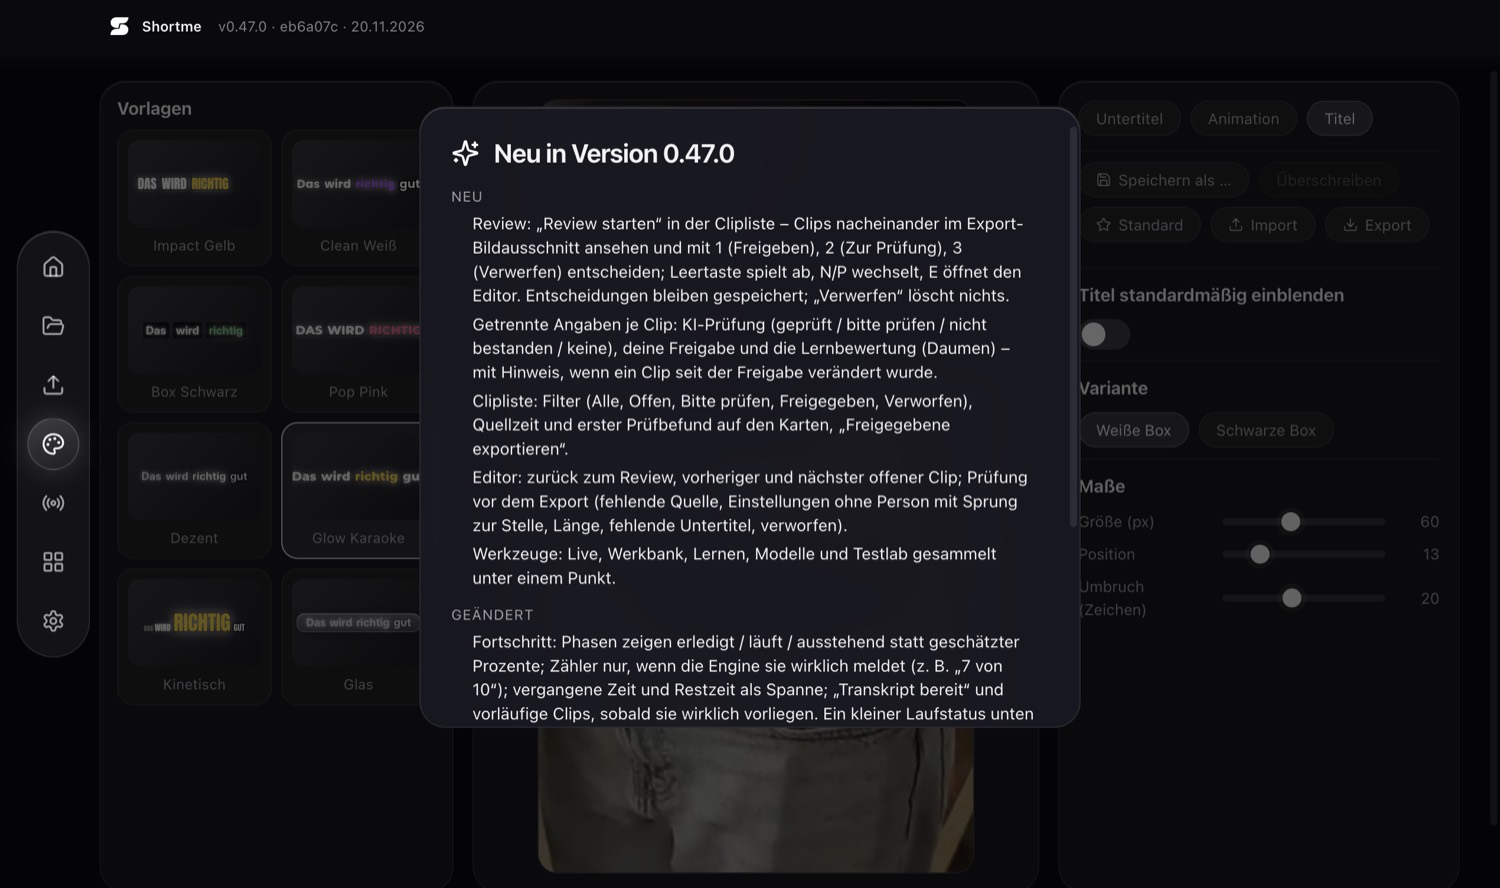 Shortme v0.47.0 · eb6a07c · 20.11.2026
Vorlagen
DAS WIRD RICHTIG
Impact Gelb
Das wird richtig gut
Clean Weiß
Das wird richtig
Box Schwarz
DAS WIRD RICHTIG
Pop Pink
Das wird richtig gut
Dezent
Das wird richtig gu
Glow Karaoke
DAS WIRD RICHTIG GUT
Kinetisch
Das wird richtig gut
Glas
Neu in Version 0.47.0
NEU
Review: „Review starten“ in der Clipliste – Clips nacheinander im Export-
Bildausschnitt ansehen und mit 1 (Freigeben), 2 (Zur Prüfung), 3
(Verwerfen) entscheiden; Leertaste spielt ab, N/P wechselt, E öffnet den
Editor. Entscheidungen bleiben gespeichert; „Verwerfen“ löscht nichts.
Getrennte Angaben je Clip: KI-Prüfung (geprüft / bitte prüfen / nicht
bestanden / keine), deine Freigabe und die Lernbewertung (Daumen) –
mit Hinweis, wenn ein Clip seit der Freigabe verändert wurde.
Clipliste: Filter (Alle, Offen, Bitte prüfen, Freigegeben, Verworfen),
Quellzeit und erster Prüfbefund auf den Karten, „Freigegebene
exportieren“.
Editor: zurück zum Review, vorheriger und nächster offener Clip; Prüfung
vor dem Export (fehlende Quelle, Einstellungen ohne Person mit Sprung
zur Stelle, Länge, fehlende Untertitel, verworfen).
Werkzeuge: Live, Werkbank, Lernen, Modelle und Testlab gesammelt
unter einem Punkt.
GEÄNDERT
Fortschritt: Phasen zeigen erledigt / läuft / ausstehend statt geschätzter
Prozente; Zähler nur, wenn die Engine sie wirklich meldet (z. B. „7 von
10“); vergangene Zeit und Restzeit als Spanne; „Transkript bereit“ und
vorläufige Clips, sobald sie wirklich vorliegen. Ein kleiner Laufstatus unten
Untertitel Animation Titel
Speichern als ... Überschreiben
Standard Import Export
Titel standardmäßig einblenden
Variante
Weiße Box Schwarze Box
Maße
Größe (px) 60
Position 13
Umbruch
(Zeichen) 20